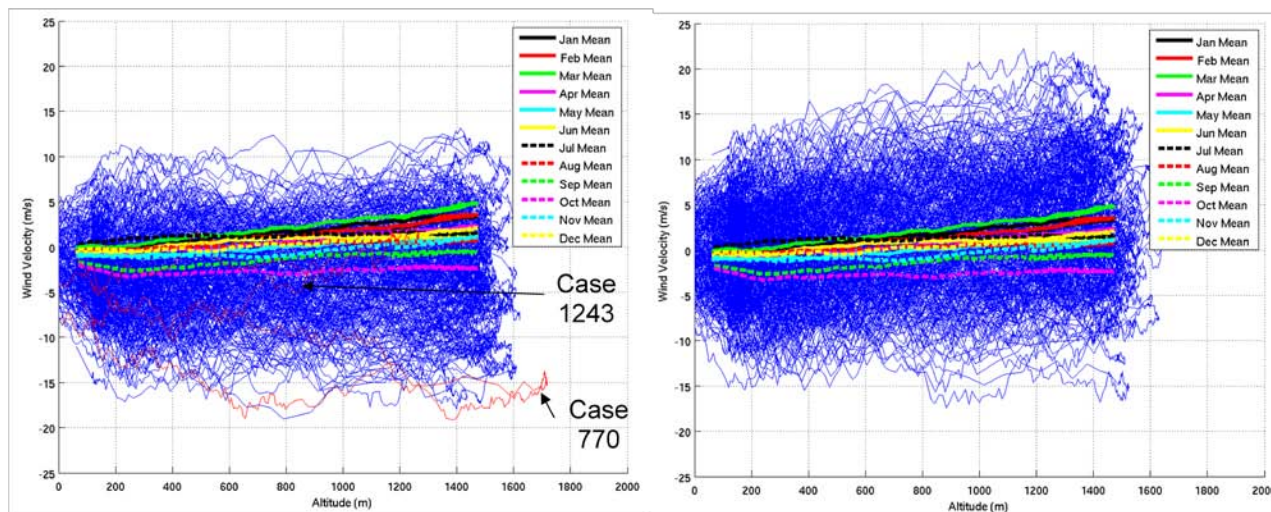 25
20
15
10
5
0
-5
-10
-15
-20
-25
Wind Velocity (m/s)
0 200 400 600 800 1000 1200 1400 1600 1800 2000
Altitude (m)
Jan Mean
Feb Mean
Mar Mean
Apr Mean
May Mean
Jun Mean
Jul Mean
Aug Mean
Sep Mean
Oct Mean
Nov Mean
Dec Mean
Case
1243
Case
770
25
20
15
10
5
0
-5
-10
-15
-20
-25
Wind Velocity (m/s)
0 200 400 600 800 1000 1200 1400 1600 1800 2000
Altitude (m)
Jan Mean
Feb Mean
Mar Mean
Apr Mean
May Mean
Jun Mean
Jul Mean
Aug Mean
Sep Mean
Oct Mean
Nov Mean
Dec Mean